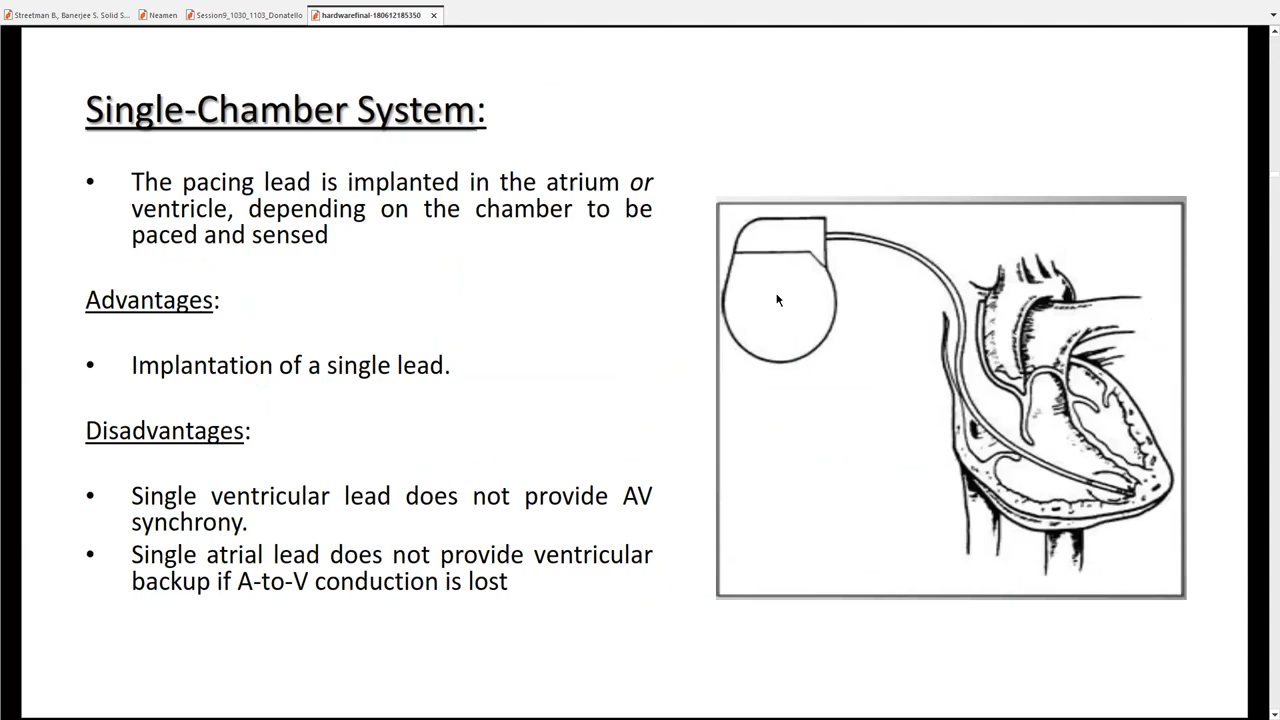 Streetman B., Banerjee S. Solid S...
Neamen
Session9_1030_1103_Donatello
hardwarefinal-180612185350
Single-Chamber System:
• The pacing lead is implanted in the atrium or
ventricle, depending on the chamber to be
paced and sensed
Advantages:
• Implantation of a single lead.
Disadvantages:
• Single ventricular lead does not provide AV
synchrony.
• Single atrial lead does not provide ventricular
backup if A-to-V conduction is lost